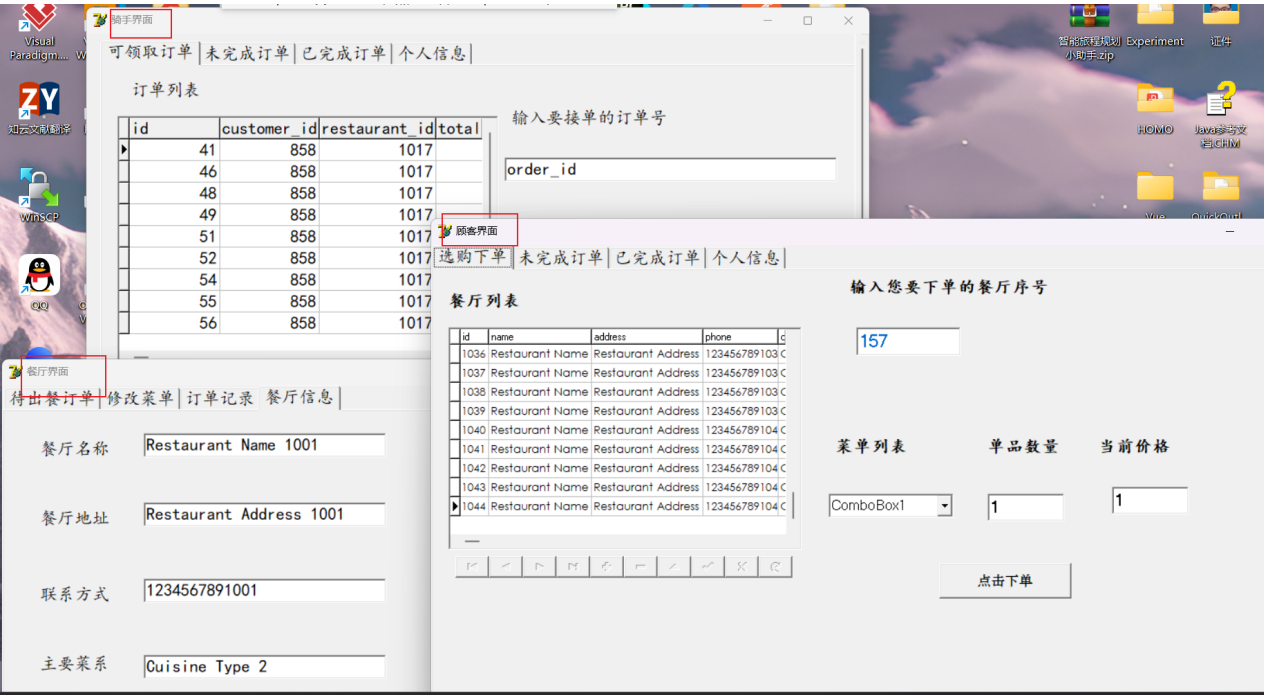 Visual
Paradigm...
知云文献翻译
WinSCP
QQ
智能旅程规划
小助手.zip
Experiment
证件
HOMO
Java参考文
档.CHM
Vue
骑手界面
可领取订单 未完成订单 已完成订单 个人信息
订单列表
id customer_id restaurant_id total
41 858 1017
46 858 1017
48 858 1017
49 858 1017
51 858 1017
52 858 1017
54 858 1017
55 858 1017
56 858 1017
输入要接单的订单号
order_id
顾客界面
选购下单 未完成订单 已完成订单 个人信息
餐厅列表
id name address phone
1036 Restaurant Name Restaurant Address 123456789103 C
1037 Restaurant Name Restaurant Address 123456789103 C
1038 Restaurant Name Restaurant Address 123456789103 C
1039 Restaurant Name Restaurant Address 123456789103 C
1040 Restaurant Name Restaurant Address 123456789104 C
1041 Restaurant Name Restaurant Address 123456789104 C
1042 Restaurant Name Restaurant Address 123456789104 C
1043 Restaurant Name Restaurant Address 123456789104 C
1044 Restaurant Name Restaurant Address 123456789104 C
输入您要下单的餐厅序号
157
菜单列表 单品数量 当前价格
ComboBox1 1 1
点击下单
餐厅界面
待出餐订单 修改菜单 订单记录 餐厅信息
餐厅名称 Restaurant Name 1001
餐厅地址 Restaurant Address 1001
联系方式 1234567891001
主要菜系 Cuisine Type 2